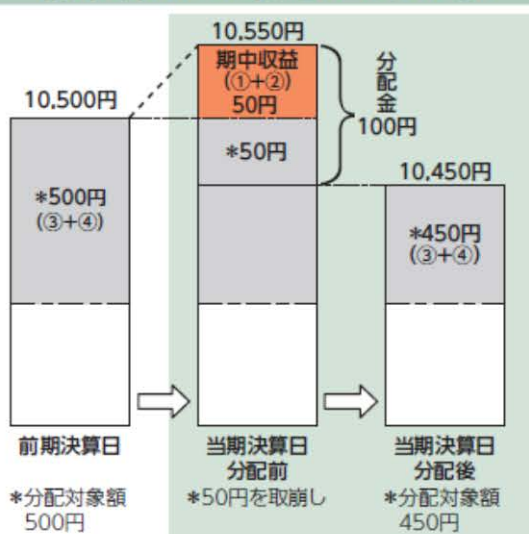 10,550円
期中収益
(①+②)
50円
分配金
100円
10,500円
*50円
10,450円
*500円
(③+④)
*450円
(③+④)
前期決算日
当期決算日
分配前
当期決算日
分配後
*分配対象額
500円
*50円を取崩し
*分配対象額
450円